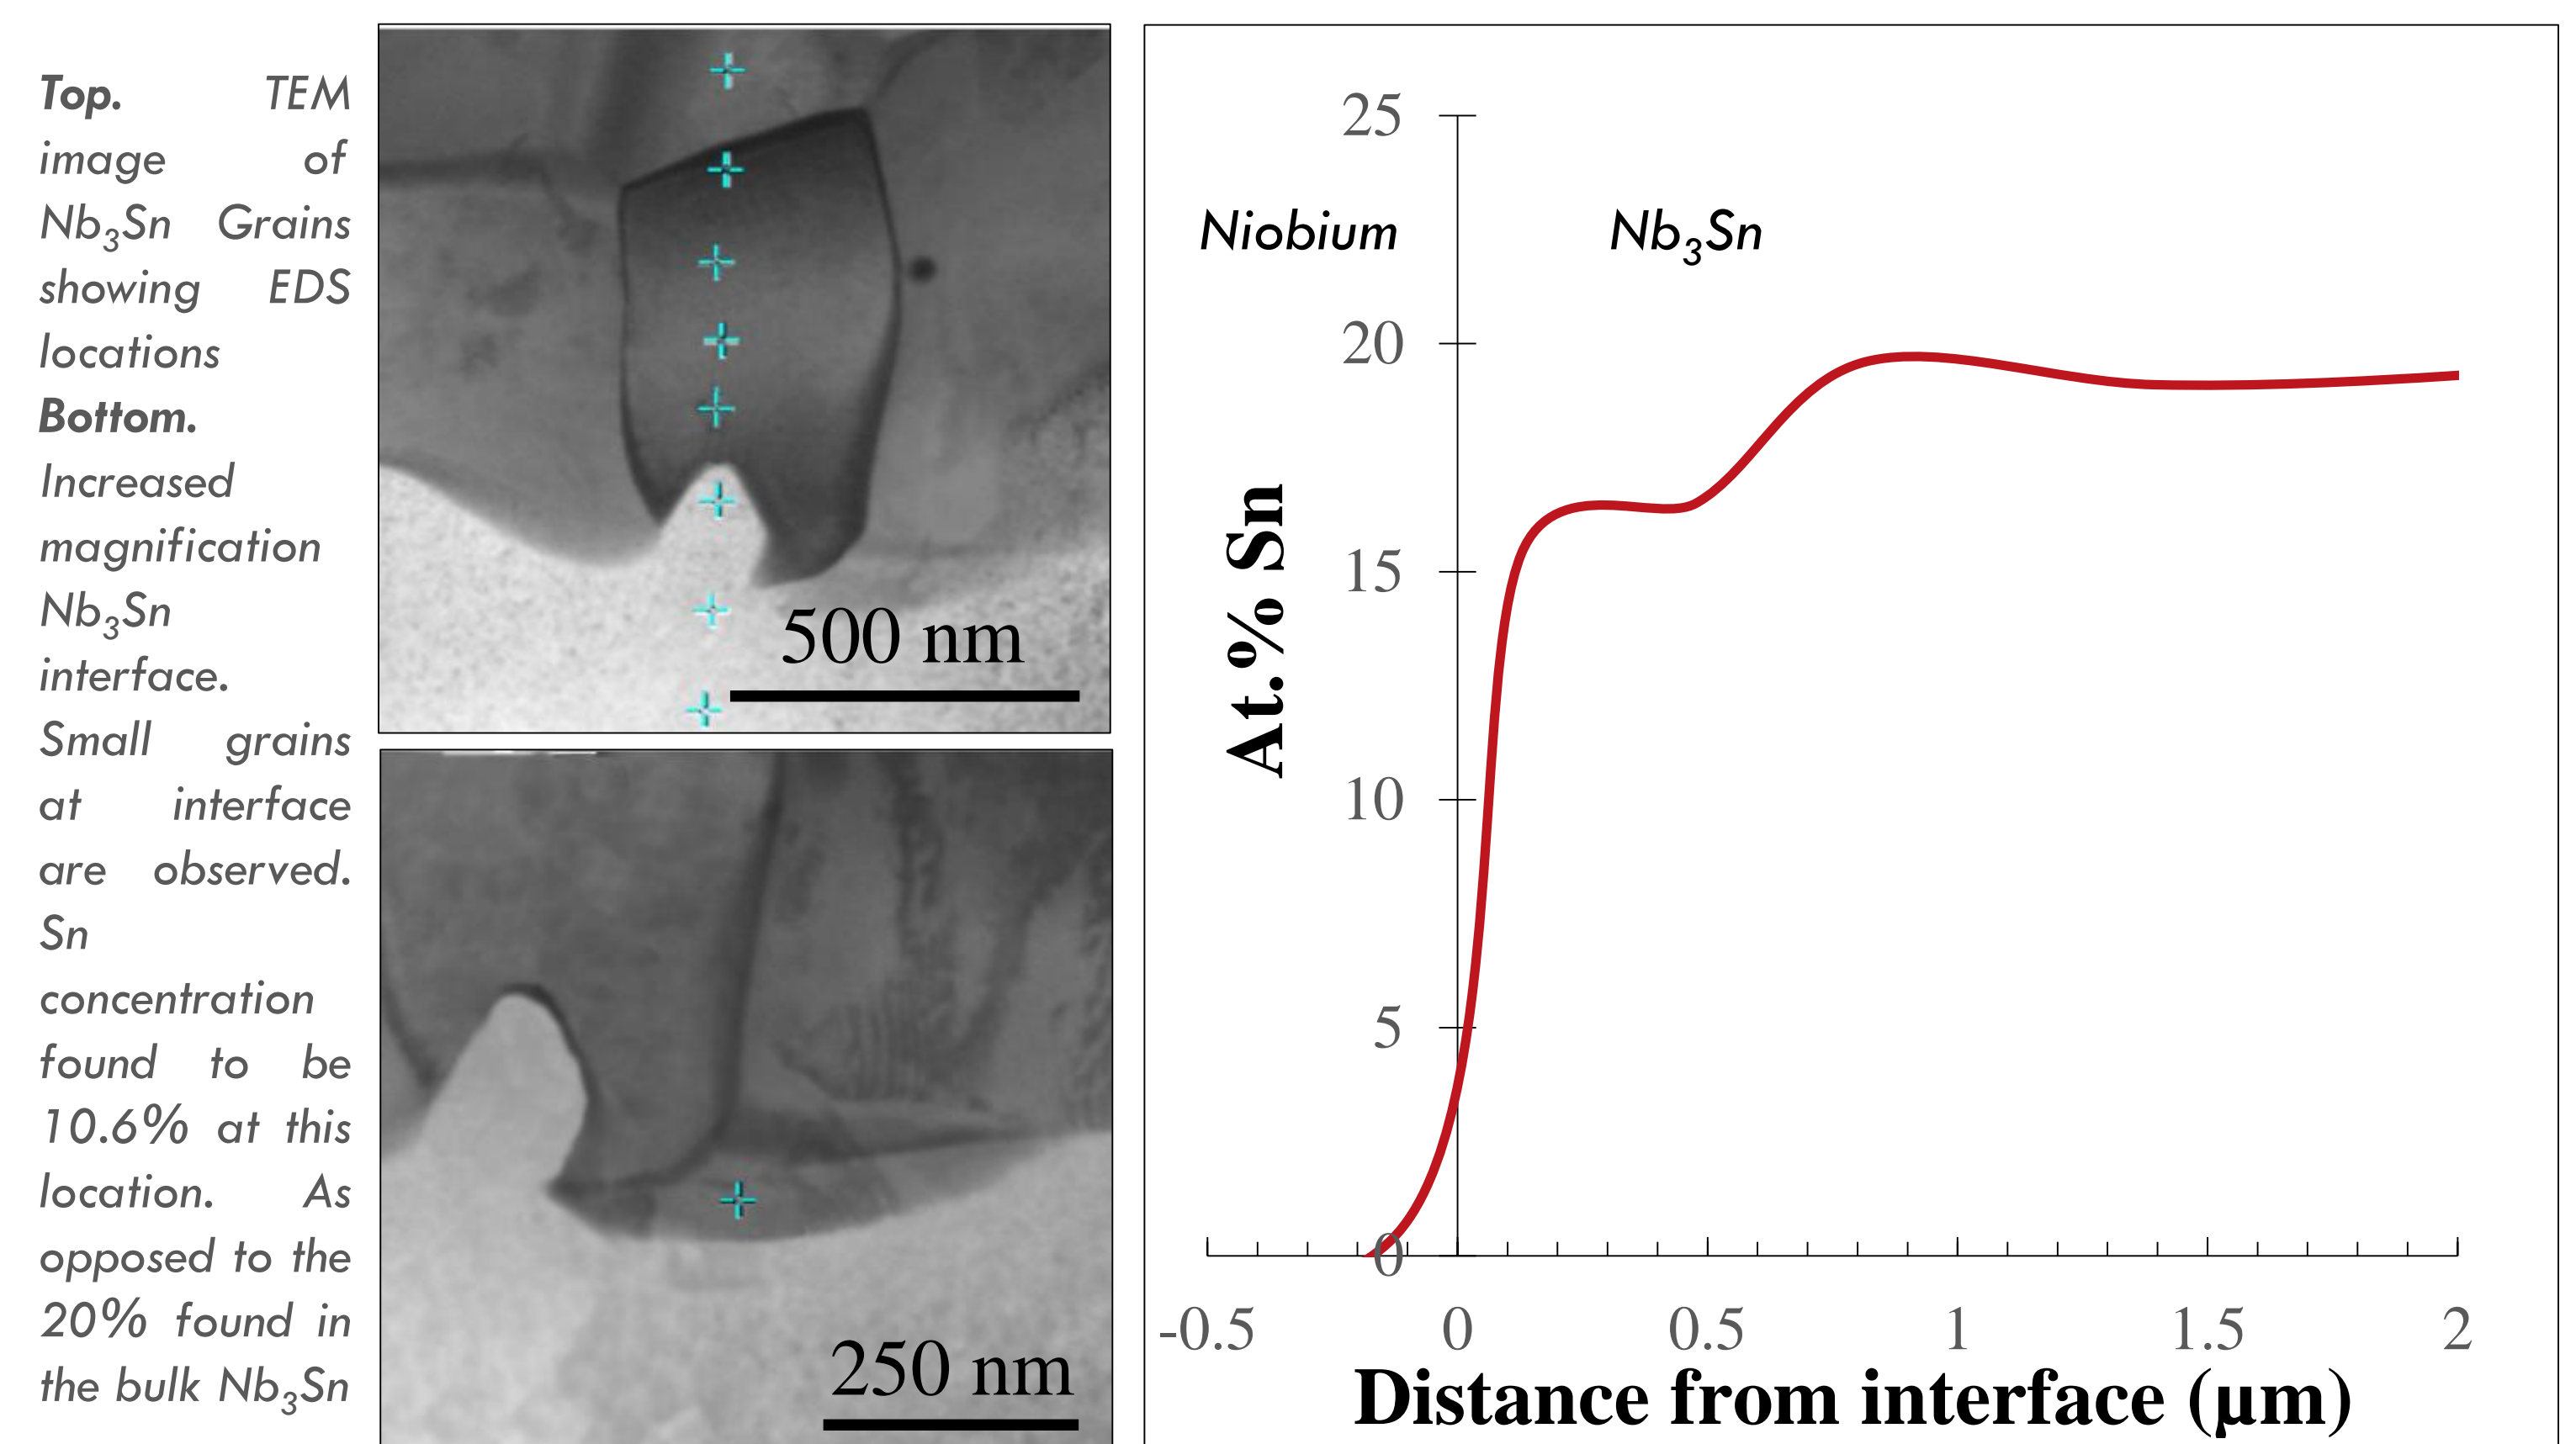 Top. TEM
image of
Nb₃Sn Grains
showing EDS
locations
Bottom.
Increased
magnification
Nb₃Sn
interface.
Small grains
at interface
are observed.
Sn
concentration
found to be
10.6% at this
location. As
opposed to the
20% found in
the bulk Nb₃Sn
500 nm
250 nm
25
Niobium Nb₃Sn
20
15
10
5
0
At.% Sn
-0.5 0 0.5 1 1.5 2
Distance from interface (μm)